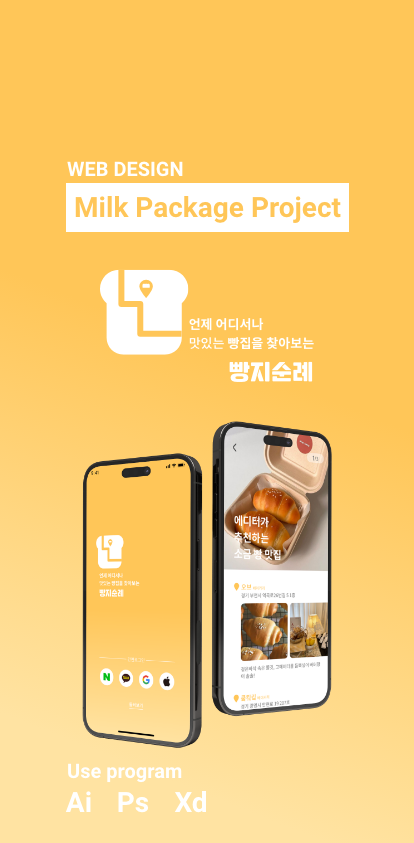 WEB DESIGN
Milk Package Project
언제 어디서나
맛있는 빵집을 찾아보는
빵지순례
9:41
언제 어디서나
맛있는 빵집을 찾아보는
빵지순례
N
G
에디터가
추천하는
소금 빵 맛집
Use program
Ai Ps Xd